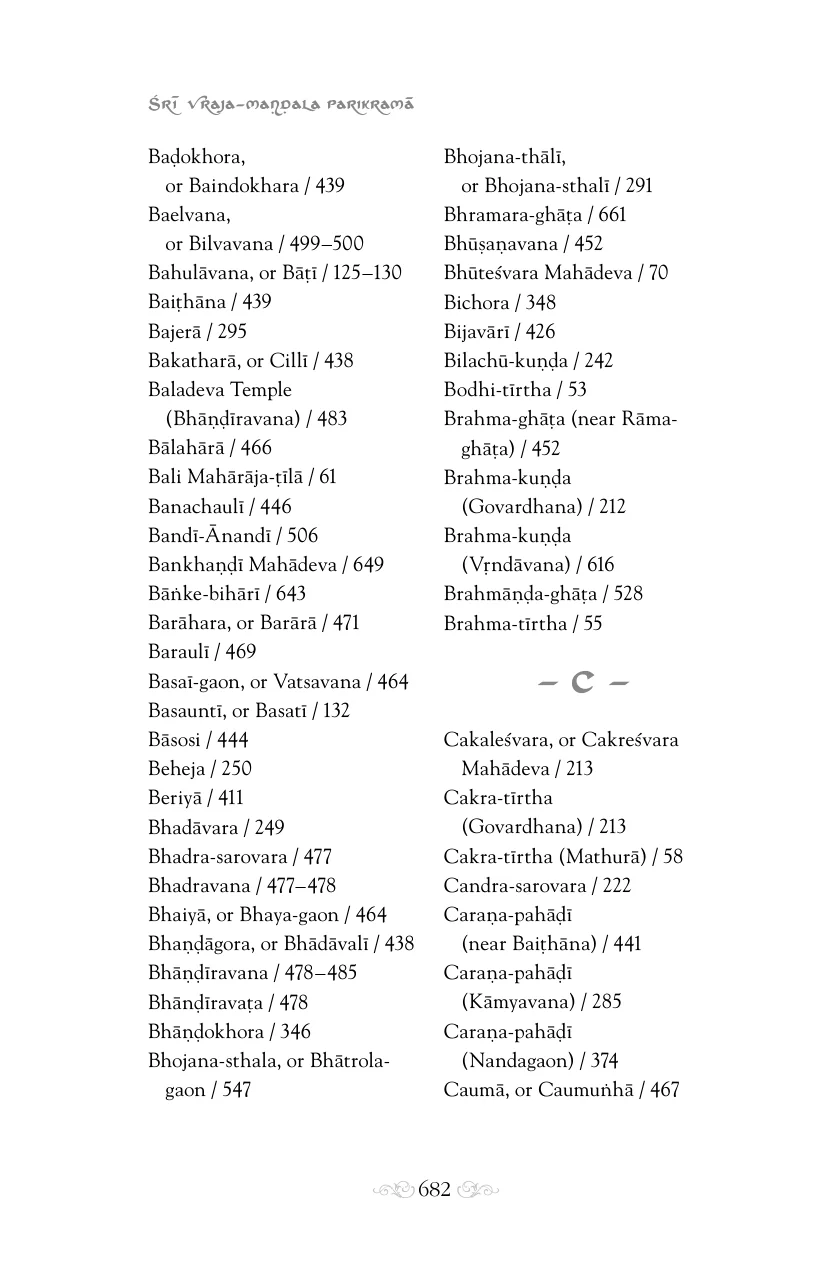 Śrī Vraja-maṇḍala Parikramā
Baḍokhora,
or Baindokhara / 439
Baelvana,
or Bilvavana / 499–500
Bahulāvana, or Bāṭī / 125–130
Baiṭhāna / 439
Bajerā / 295
Bakatharā, or Cillī / 438
Baladeva Temple
(Bhāṇḍīravana) / 483
Bālahārā / 466
Bali Mahārāja-ṭīlā / 61
Banachaulī / 446
Bandī-Ānandī / 506
Bankhaṇḍī Mahādeva / 649
Bāṅke-bihārī / 643
Barāhara, or Barārā / 471
Baraulī / 469
Basaī-gaon, or Vatsavana / 464
Basauntī, or Basatī / 132
Bāsosi / 444
Beheja / 250
Beriyā / 411
Bhadāvara / 249
Bhadra-sarovara / 477
Bhadravana / 477–478
Bhaiyā, or Bhaya-gaon / 464
Bhaṇḍāgora, or Bhādāvalī / 438
Bhāṇḍīravana / 478–485
Bhāṇḍīravaṭa / 478
Bhāṇḍokhora / 346
Bhojana-sthala, or Bhātrola-
gaon / 547
Bhojana-thālī,
or Bhojana-sthalī / 291
Bhramara-ghāṭa / 661
Bhūṣaṇavana / 452
Bhūteśvara Mahādeva / 70
Bichora / 348
Bijavārī / 426
Bilachū-kuṇḍa / 242
Bodhi-tīrtha / 53
Brahma-ghāṭa (near Rāma-
ghāṭa) / 452
Brahma-kuṇḍa
(Govardhana) / 212
Brahma-kuṇḍa
(Vṛndāvana) / 616
Brahmāṇḍa-ghāṭa / 528
Brahma-tīrtha / 55
– C –
Cakaleśvara, or Cakreśvara
Mahādeva / 213
Cakra-tīrtha
(Govardhana) / 213
Cakra-tīrtha (Mathurā) / 58
Candra-sarovara / 222
Caraṇa-pahāḍī
(near Baiṭhāna) / 441
Caraṇa-pahāḍī
(Kāmyavana) / 285
Caraṇa-pahāḍī
(Nandagaon) / 374
Caumā, or Caumuṅhā / 467
682